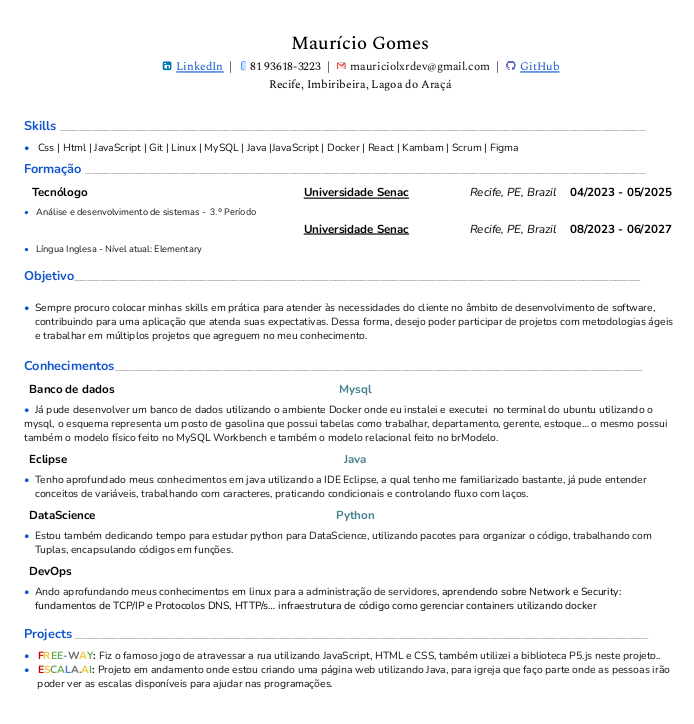 Maurício Gomes
LinkedIn | 81 93618-3223 | mauriciolxrdev@gmail.com | GitHub
Recife, Imbiribeira, Lagoa do Araçá
Skills
• Css | Html | JavaScript | Git | Linux | MySQL | Java |JavaScript | Docker | React | Kambam | Scrum | Figma
Formação
Tecnólogo Universidade Senac Recife, PE, Brazil 04/2023 - 05/2025
• Análise e desenvolvimento de sistemas - 3.º Período
Universidade Senac Recife, PE, Brazil 08/2023 - 06/2027
• Língua Inglesa - Nível atual: Elementary
Objetivo
• Sempre procuro colocar minhas skills em prática para atender às necessidades do cliente no âmbito de desenvolvimento de software,
contribuindo para uma aplicação que atenda suas expectativas. Dessa forma, desejo poder participar de projetos com metodologias ágeis
e trabalhar em múltiplos projetos que agreguem no meu conhecimento.
Conhecimentos
Banco de dados Mysql
• Já pude desenvolver um banco de dados utilizando o ambiente Docker onde eu instalei e executei no terminal do ubuntu utilizando o
mysql, o esquema representa um posto de gasolina que possui tabelas como trabalhar, departamento, gerente, estoque... o mesmo possui
também o modelo físico feito no MySQL Workbench e também o modelo relacional feito no brModelo.
Eclipse Java
• Tenho aprofundado meus conhecimentos em java utilizando a IDE Eclipse, a qual tenho me familiarizado bastante, já pude entender
conceitos de variáveis, trabalhando com caracteres, praticando condicionais e controlando fluxo com laços.
DataScience Python
• Estou também dedicando tempo para estudar python para DataScience, utilizando pacotes para organizar o código, trabalhando com
Tuplas, encapsulando códigos em funções.
DevOps
• Ando aprofundando meus conhecimentos em linux para a administração de servidores, aprendendo sobre Network e Security:
fundamentos de TCP/IP e Protocolos DNS, HTTP/s... infraestrutura de código como gerenciar containers utilizando docker
Projects
• FREE-WAY: Fiz o famoso jogo de atravessar a rua utilizando JavaScript, HTML e CSS, também utilizei a biblioteca P5.js neste projeto..
• ESCALA.AI: Projeto em andamento onde estou criando uma página web utilizando Java, para igreja que faço parte onde as pessoas irão
poder ver as escalas disponíveis para ajudar nas programações.